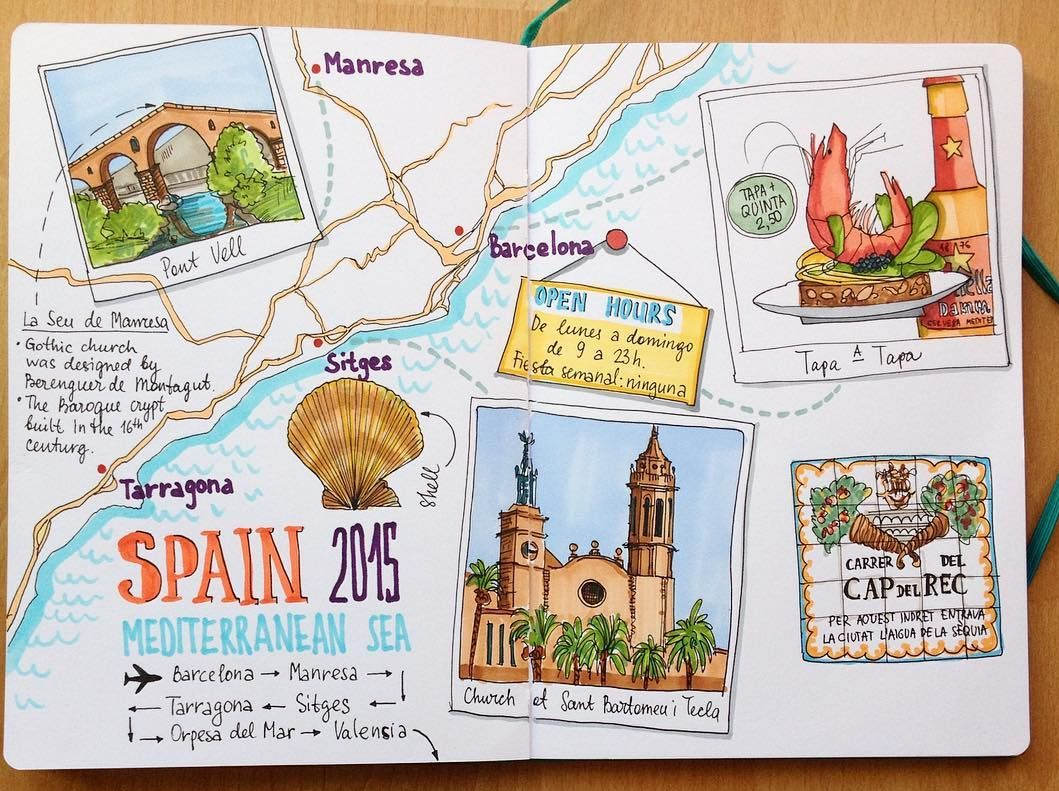 Manresa
Pont Vell
La Seu de Manresa
• Gothic church
was designed by
Berenguer de Montagut.
• The Baroque crypt
built in the 16th
century.
Barcelona
Sitges
Tarragona
shell
SPAIN 2015
MEDITERRANEAN SEA
Barcelona → Manresa →
← Tarragona ← Sitges ←
→ Orpesa del Mar → Valensia
OPEN HOURS
De lunes a domingo
de 9 a 23h.
Fiesta semanal: ninguna
Church of Sant Bartomeu i Tecla
TAPA +
QUINTA
2,50
1876
Damm
Tapa A Tapa
CARRER DEL
CAP DEL REC
PER AQUEST INDRET ENTRAVA
LA CIUTAT L'AIGUA DE LA SÈQUIA